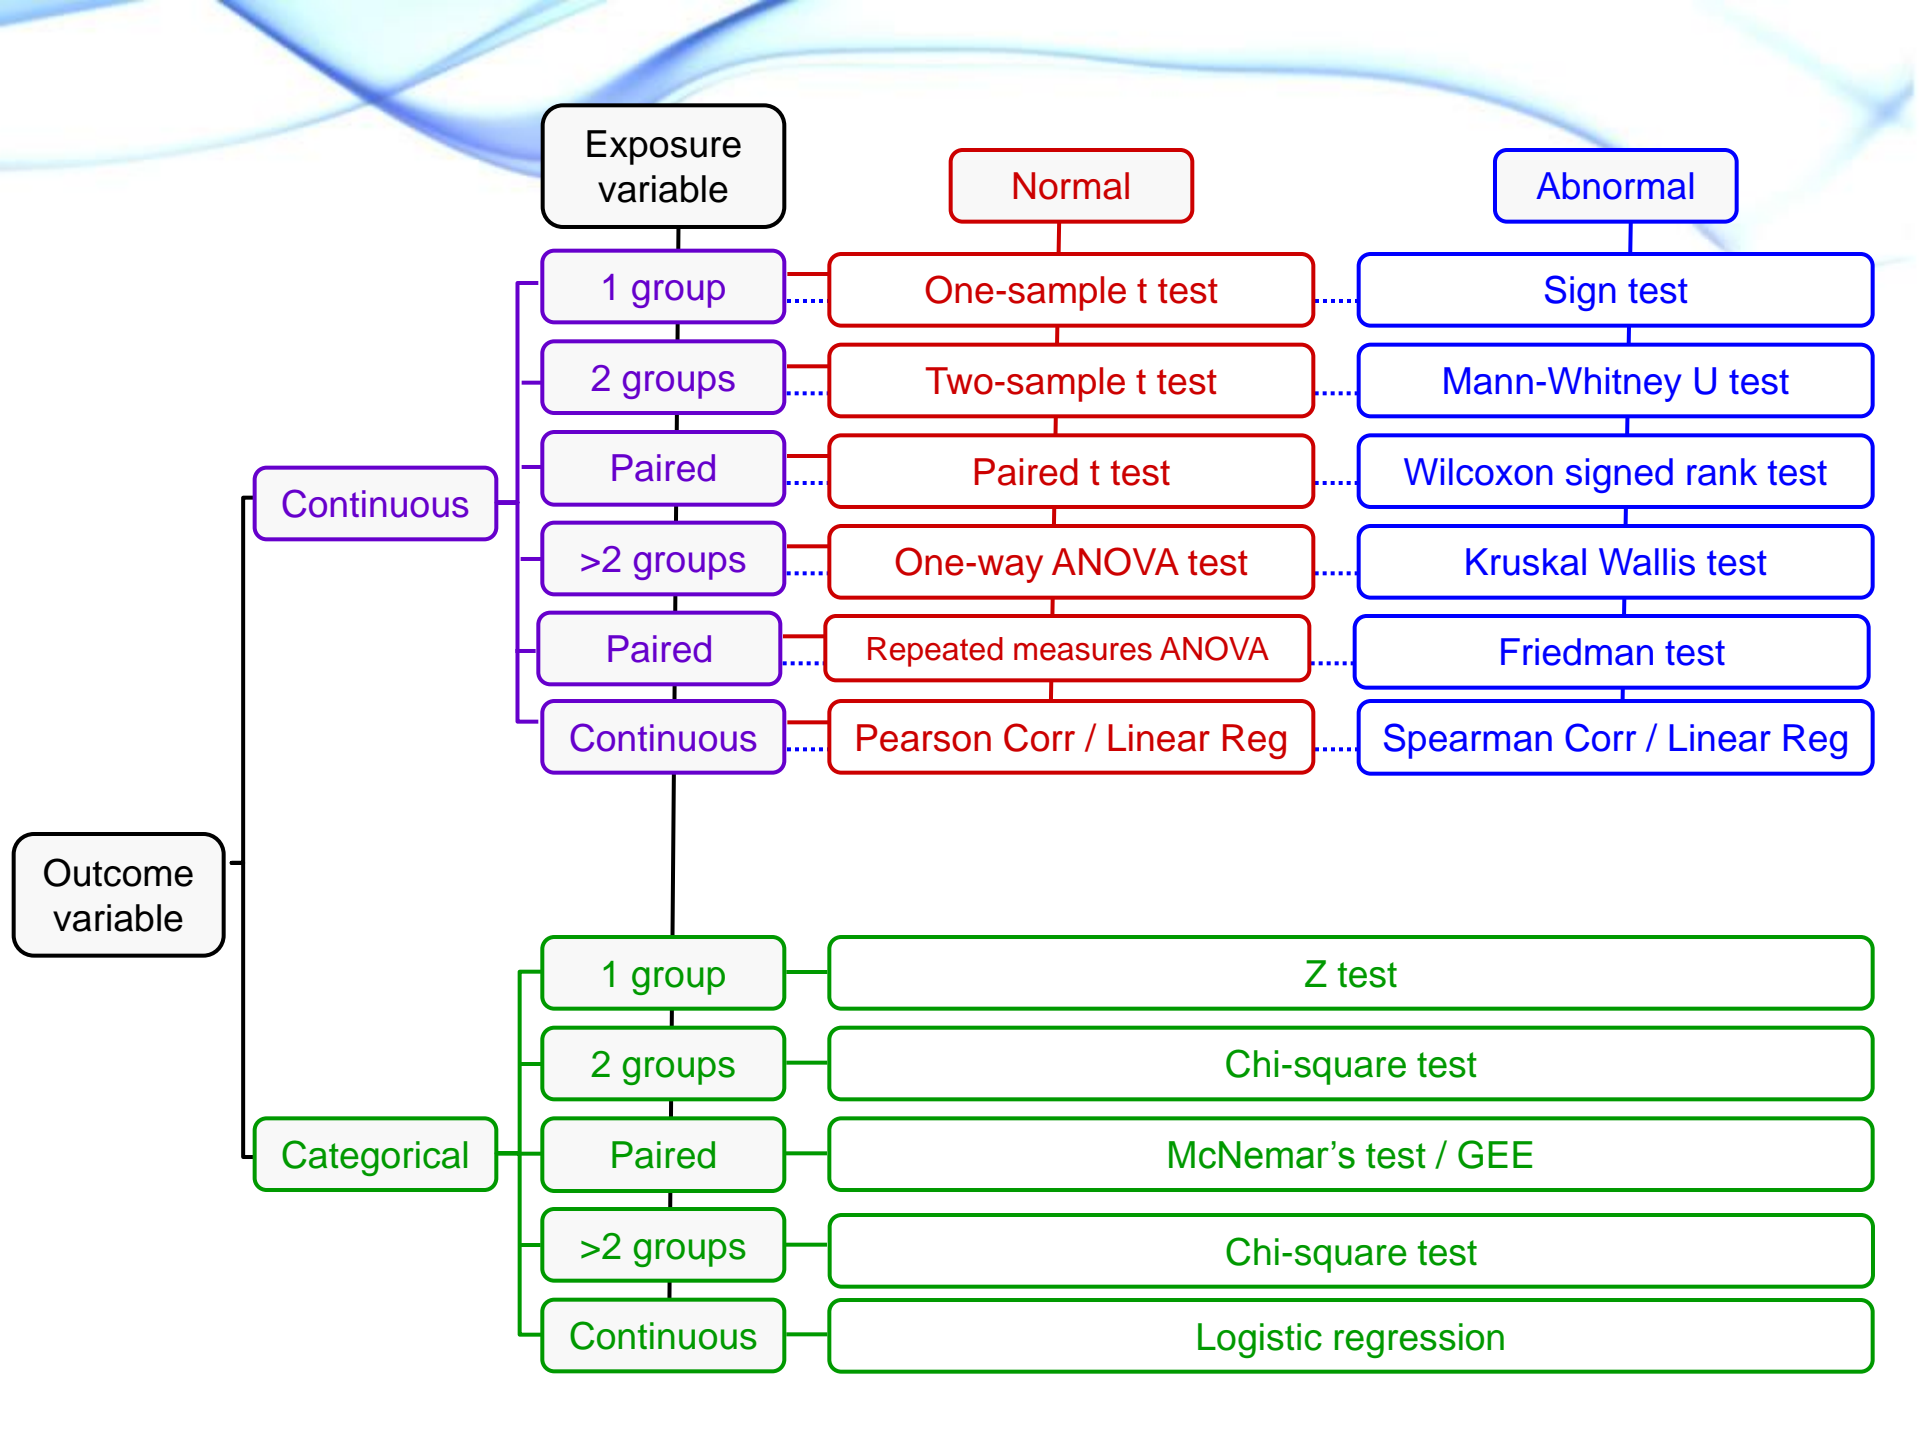 Exposure
variable
Normal
Abnormal
1 group
One-sample t test
Sign test
2 groups
Two-sample t test
Mann-Whitney U test
Paired
Paired t test
Wilcoxon signed rank test
Continuous
>2 groups
One-way ANOVA test
Kruskal Wallis test
Paired
Repeated measures ANOVA
Friedman test
Continuous
Pearson Corr / Linear Reg
Spearman Corr / Linear Reg
Outcome
variable
1 group
Z test
2 groups
Chi-square test
Categorical
Paired
McNemar’s test / GEE
>2 groups
Chi-square test
Continuous
Logistic regression